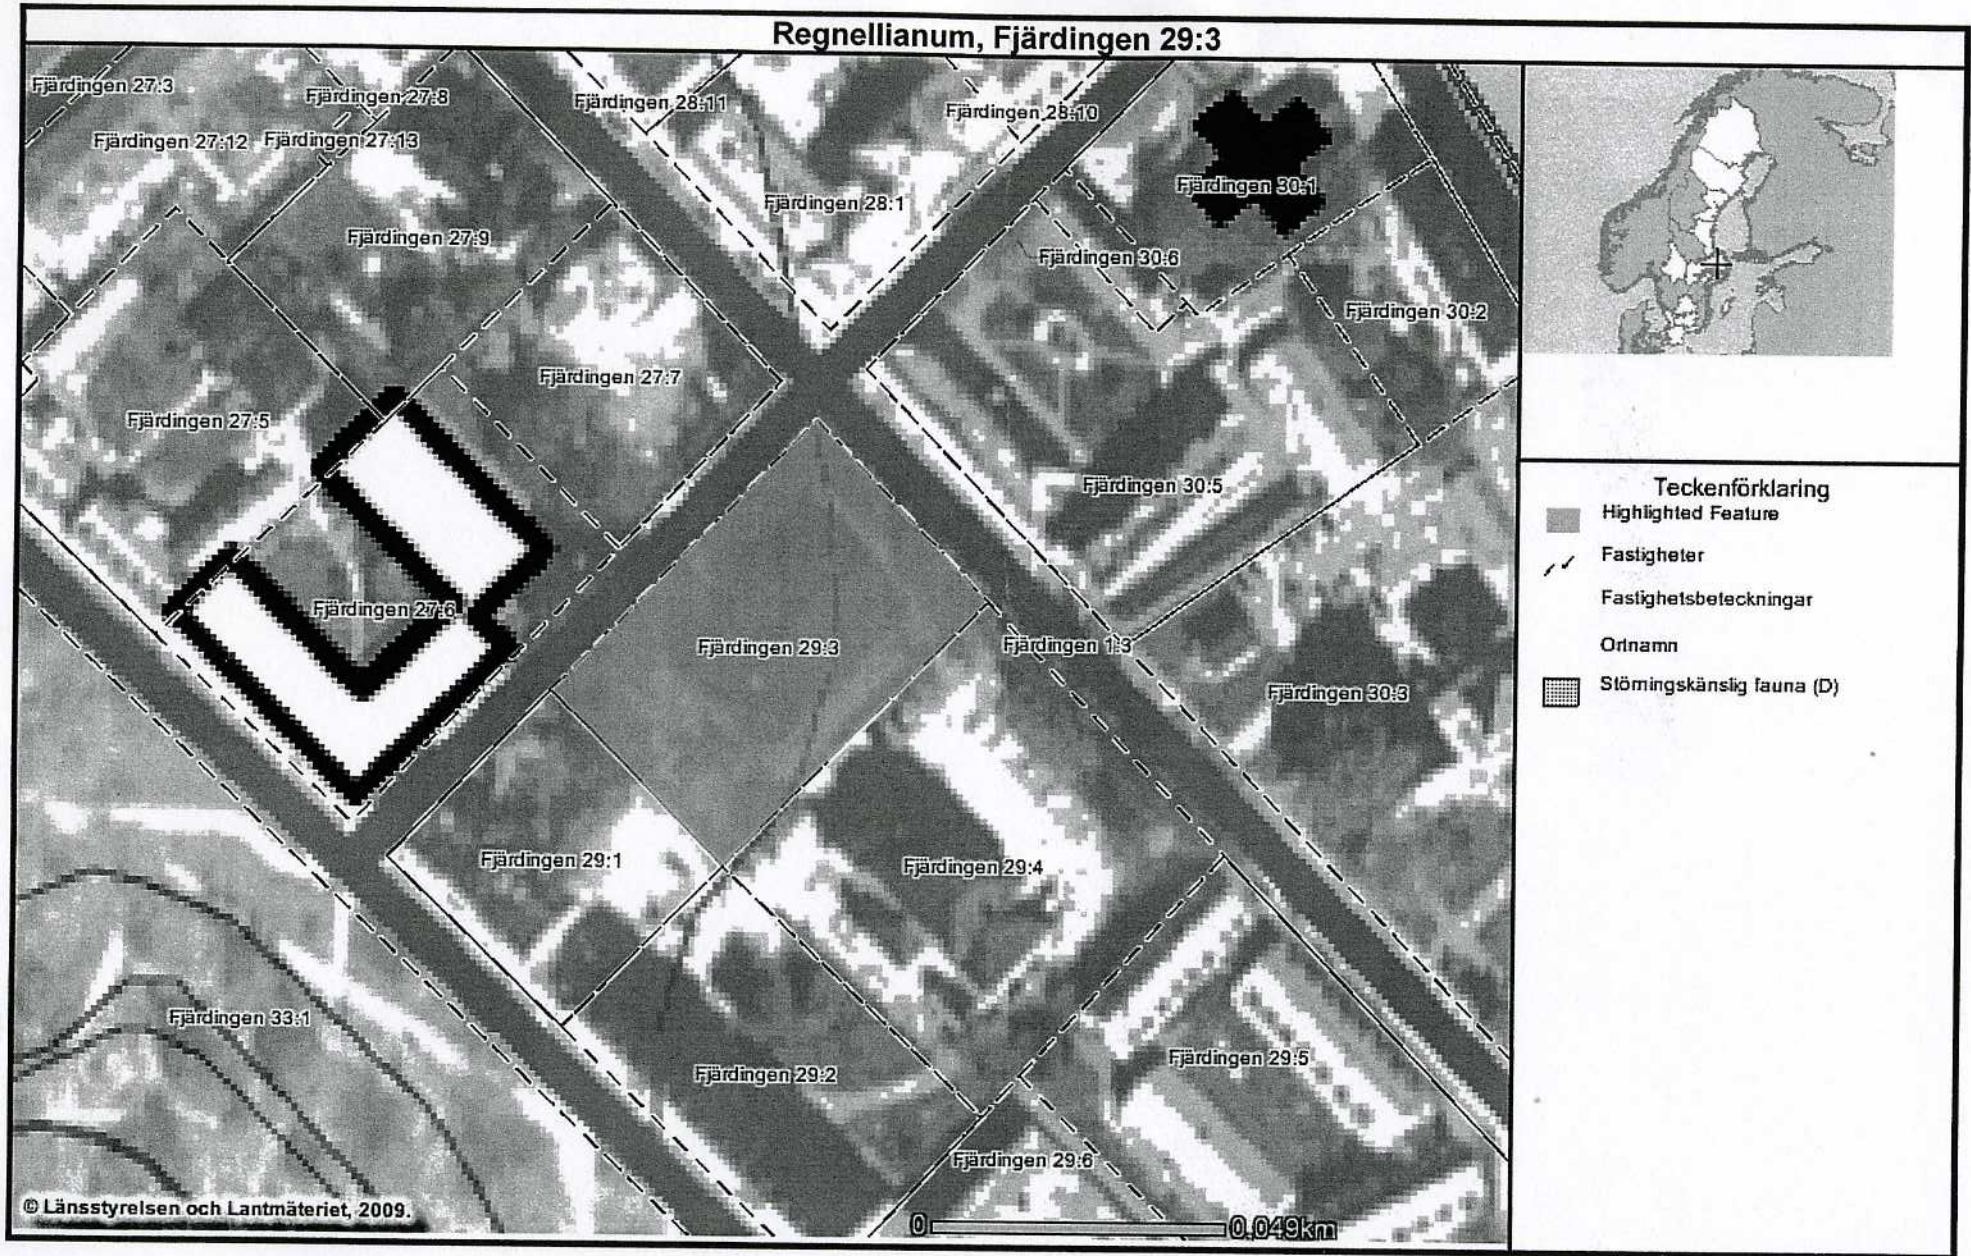 Regnellianum, Fjärdingen 29:3
Fjärdingen 27:3
Fjärdingen 27:8
Fjärdingen 28:11
Fjärdingen 28:10
Fjärdingen 27:12
Fjärdingen 27:13
Fjärdingen 30:1
Fjärdingen 28:1
Fjärdingen 27:9
Fjärdingen 30:6
Fjärdingen 30:2
Fjärdingen 27:7
Fjärdingen 27:5
Fjärdingen 30:5
Fjärdingen 27:6
Fjärdingen 29:3
Fjärdingen 1:3
Fjärdingen 30:3
Fjärdingen 29:1
Fjärdingen 29:4
Fjärdingen 33:1
Fjärdingen 29:5
Fjärdingen 29:2
Fjärdingen 29:6
© Länsstyrelsen och Lantmäteriet, 2009.
0 0,049km
Teckenförklaring
Highlighted Feature
Fastigheter
Fastighetsbeteckningar
Ortnamn
Störningskänslig fauna (D)